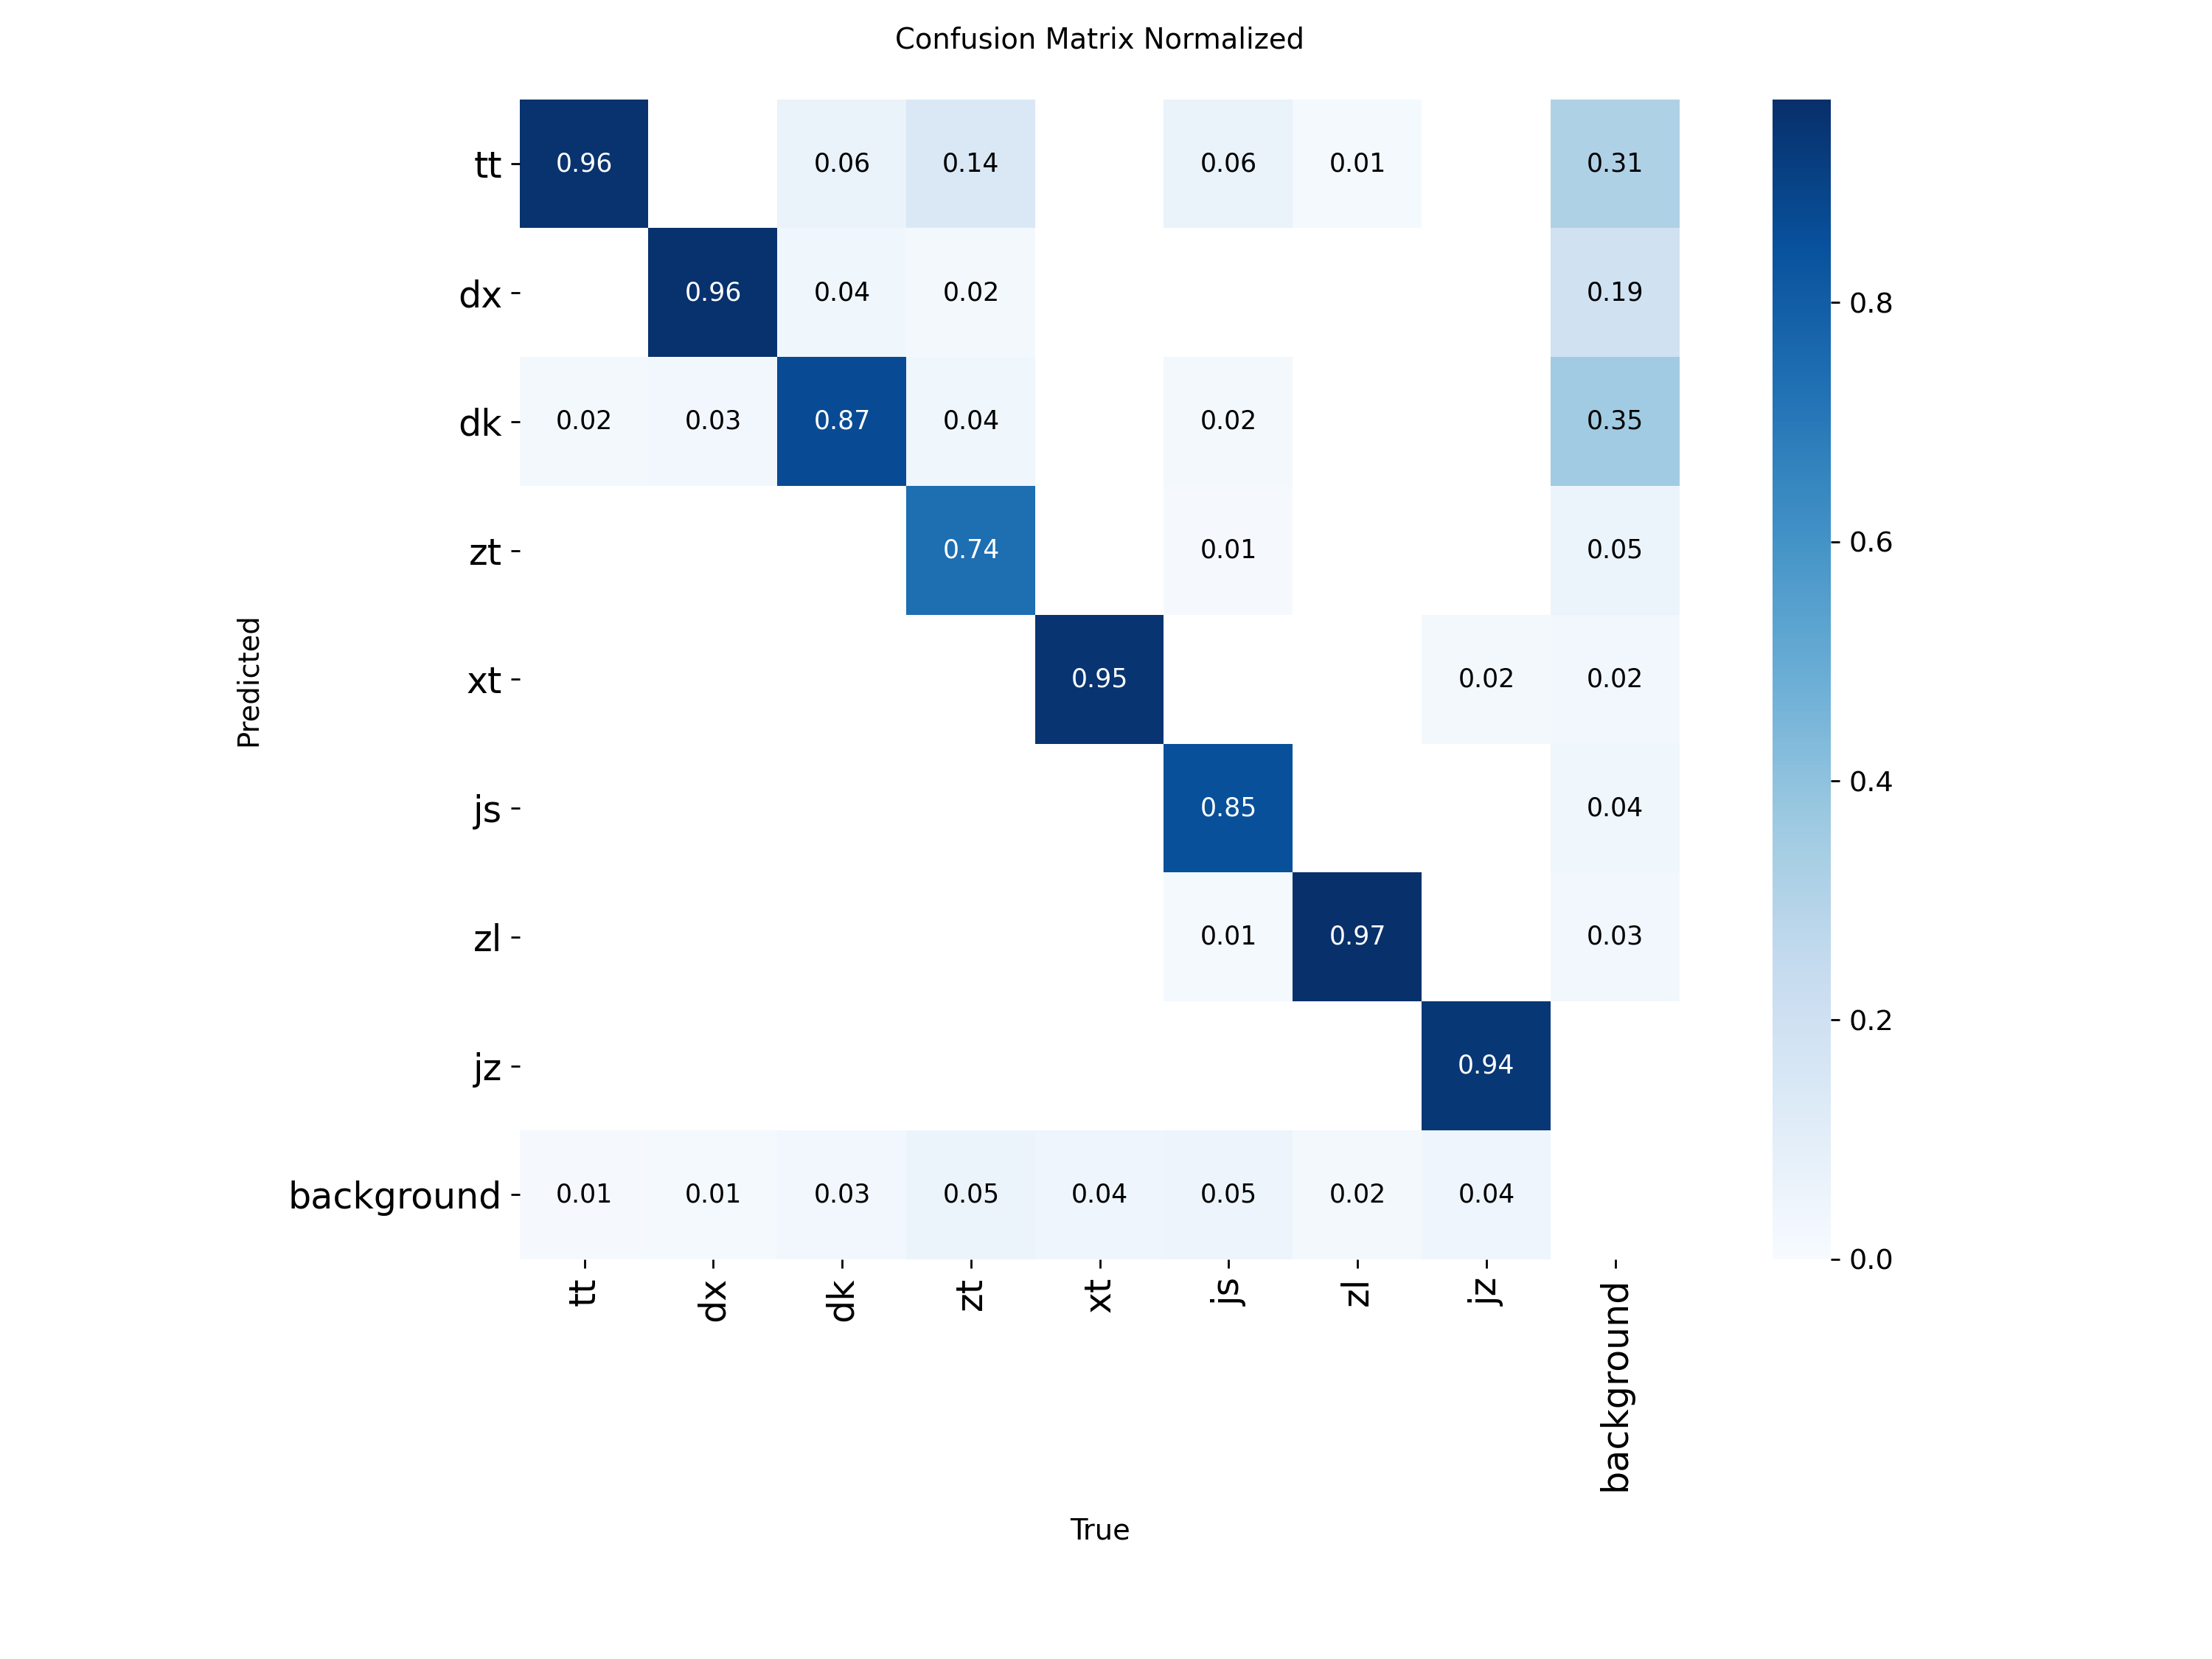 Confusion Matrix Normalized
tt 0.96 0.06 0.14 0.06 0.01 0.31
dx 0.96 0.04 0.02 0.19
dk 0.02 0.03 0.87 0.04 0.02 0.35
zt 0.74 0.01 0.05
xt 0.95 0.02 0.02
js 0.85 0.04
zl 0.01 0.97 0.03
jz 0.94
background 0.01 0.01 0.03 0.05 0.04 0.05 0.02 0.04
tt dx dk zt xt js zl jz background
Predicted
True
0.8
0.6
0.4
0.2
0.0